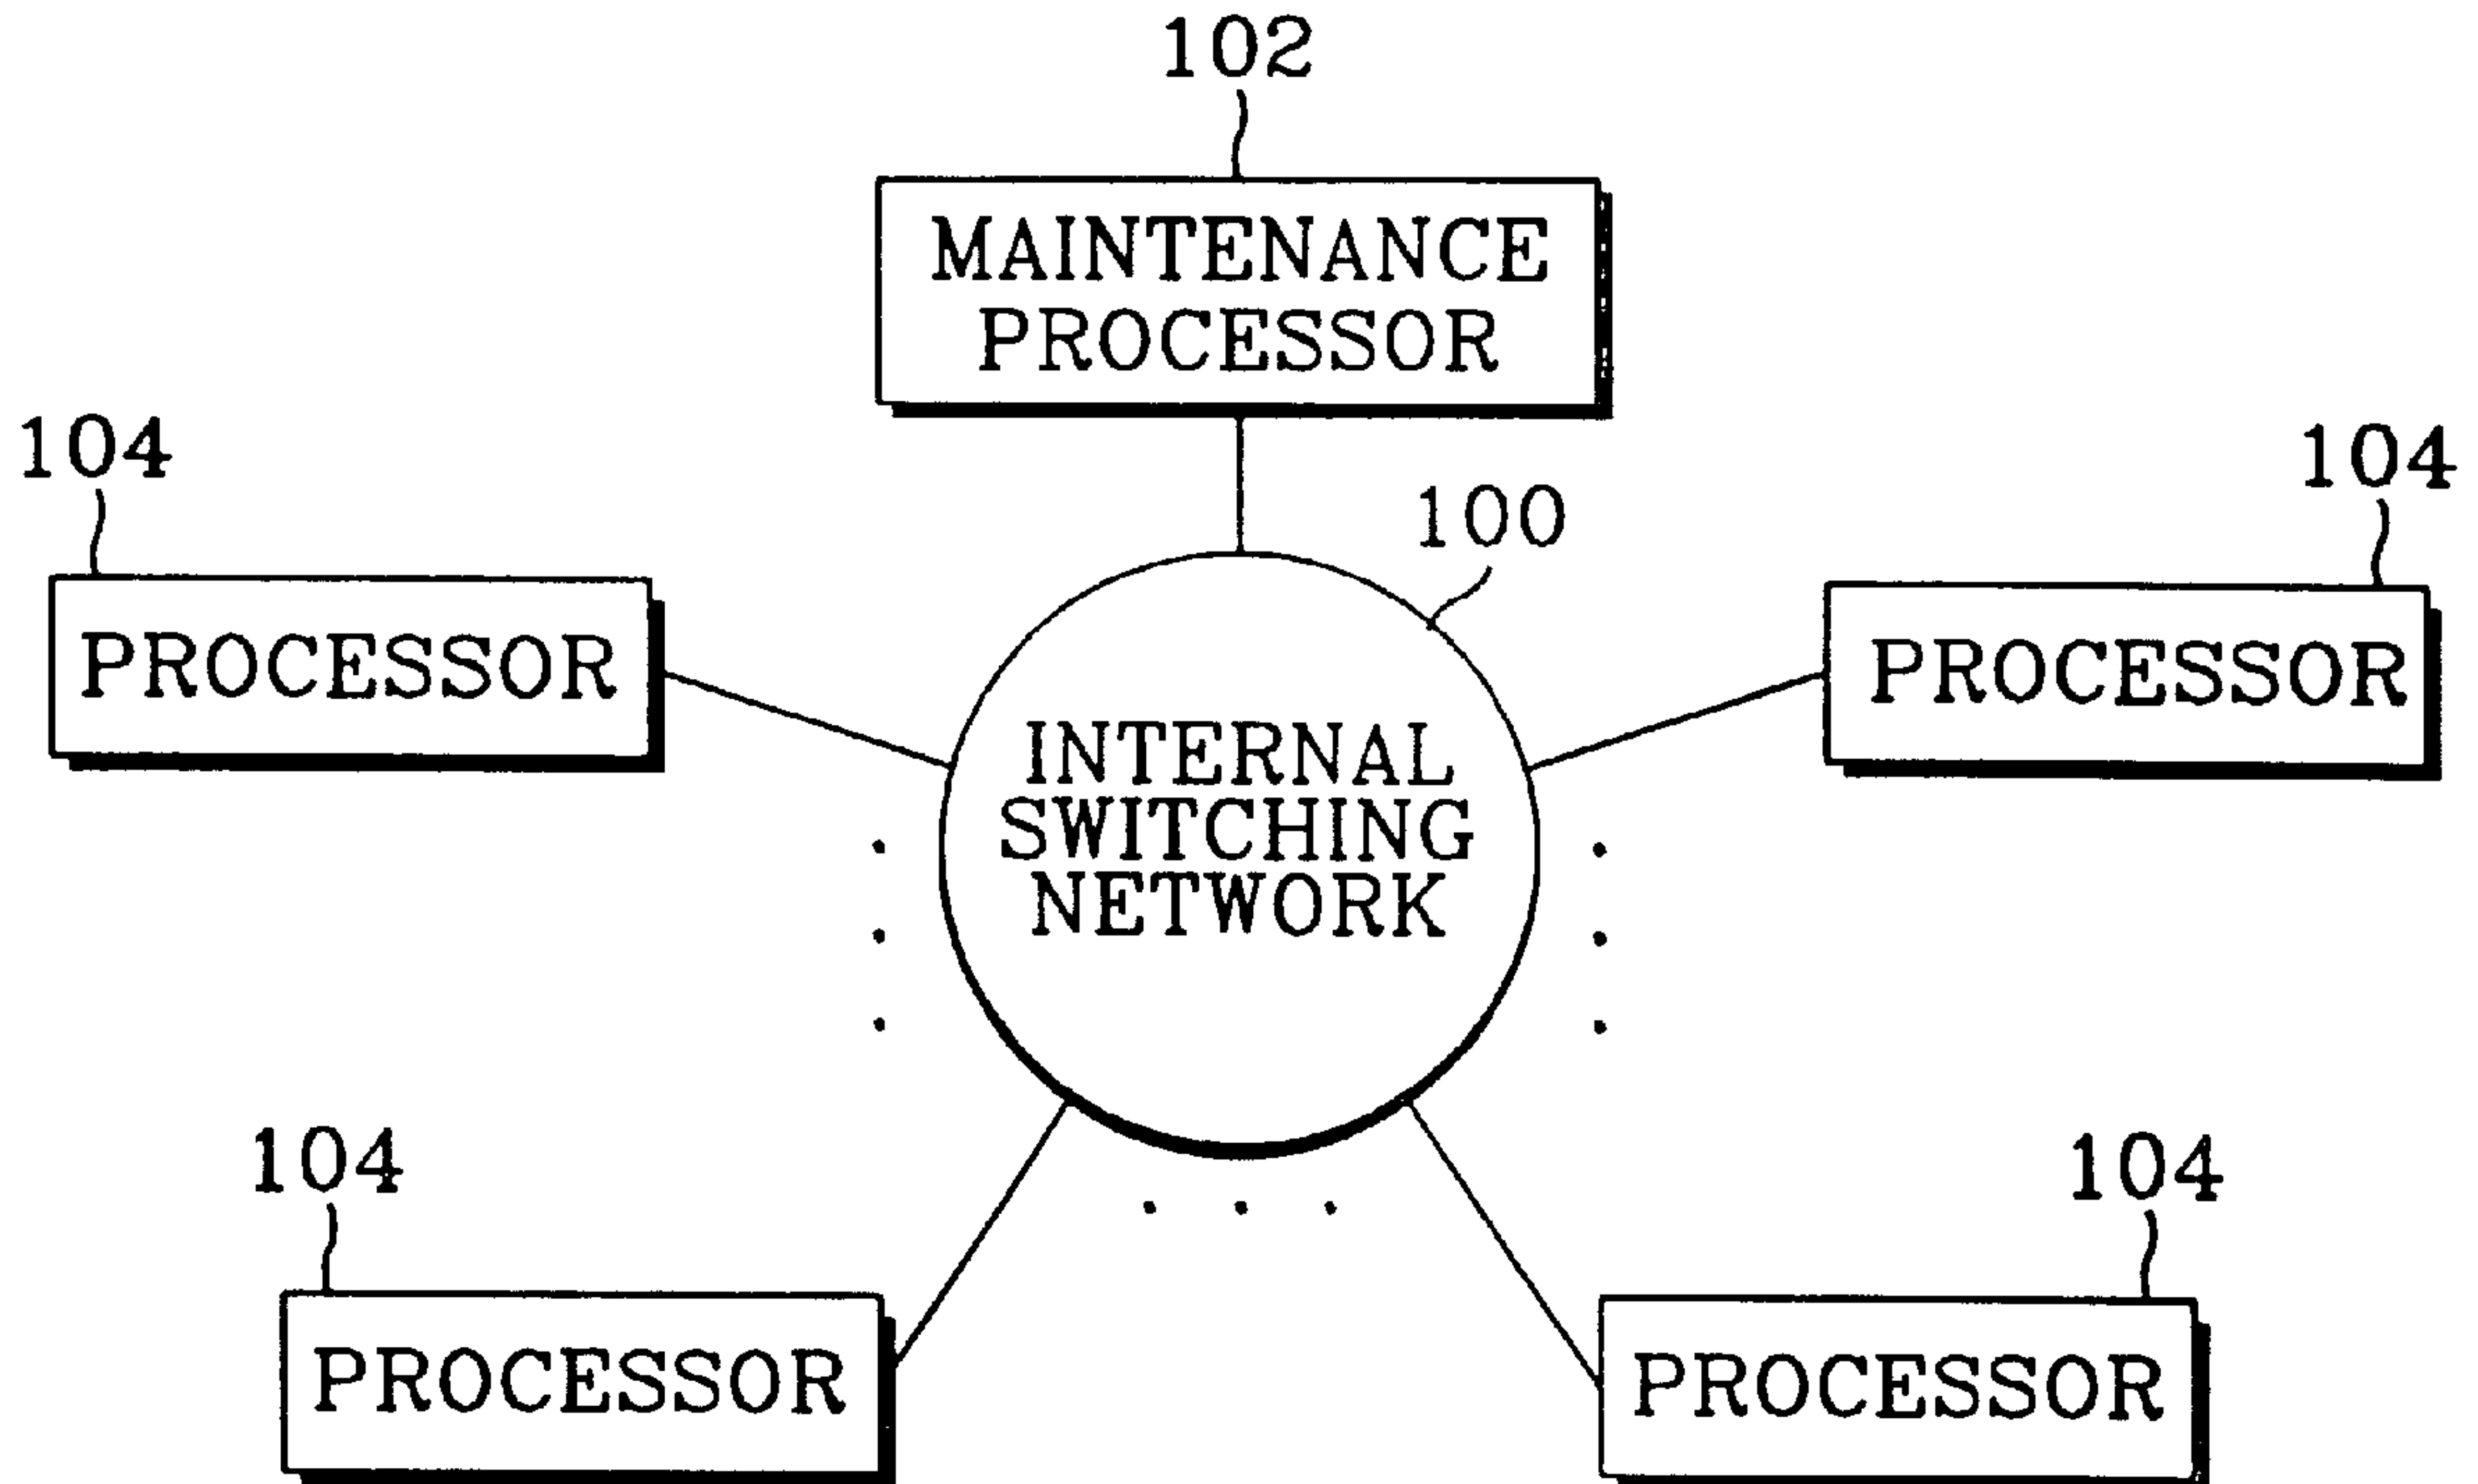 102
MAINTENANCE
PROCESSOR
104
104
100
PROCESSOR
PROCESSOR
INTERNAL
SWITCHING
NETWORK
104
104
PROCESSOR
PROCESSOR